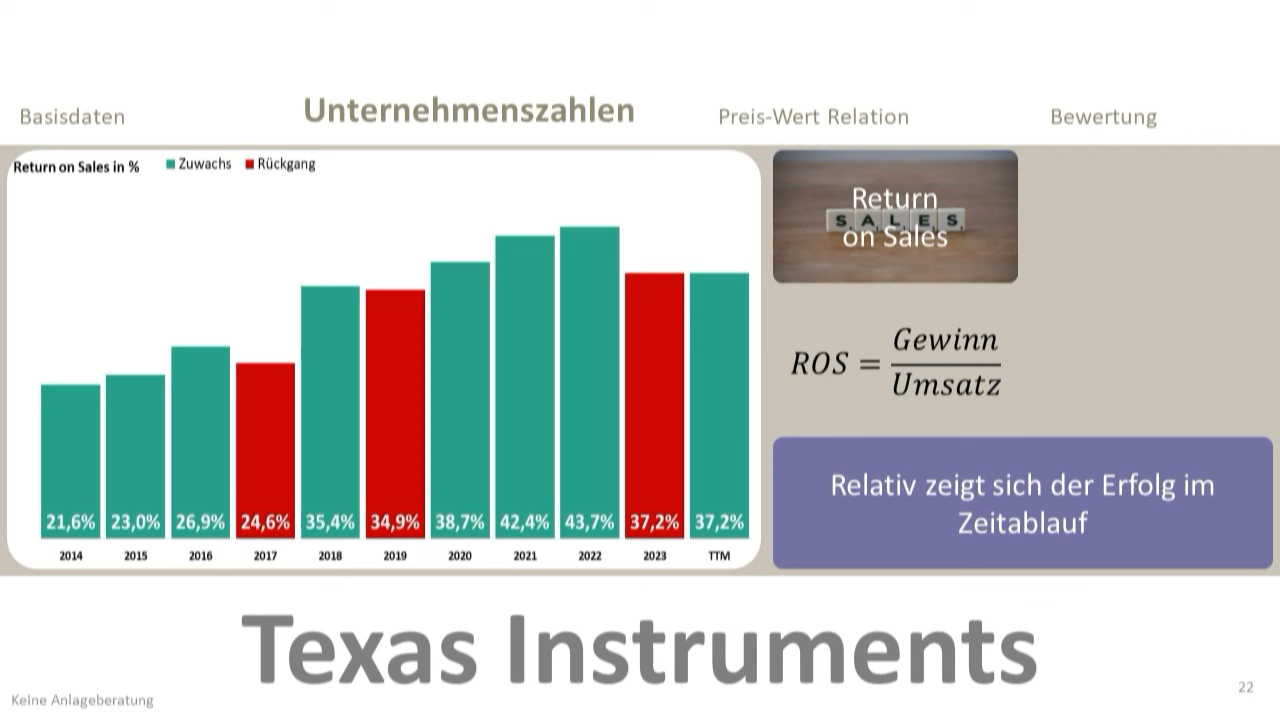 Basisdaten
Unternehmenszahlen
Preis-Wert Relation
Bewertung
Return on Sales in %
Zuwachs
Rückgang
21,6% 23,0% 26,9% 24,6% 35,4% 34,9% 38,7% 42,4% 43,7% 37,2% 37,2%
2014 2015 2016 2017 2018 2019 2020 2021 2022 2023 TTM
Return
SALES
on Sales
ROS = Gewinn / Umsatz
Relativ zeigt sich der Erfolg im
Zeitablauf
Texas Instruments
Keine Anlageberatung
22